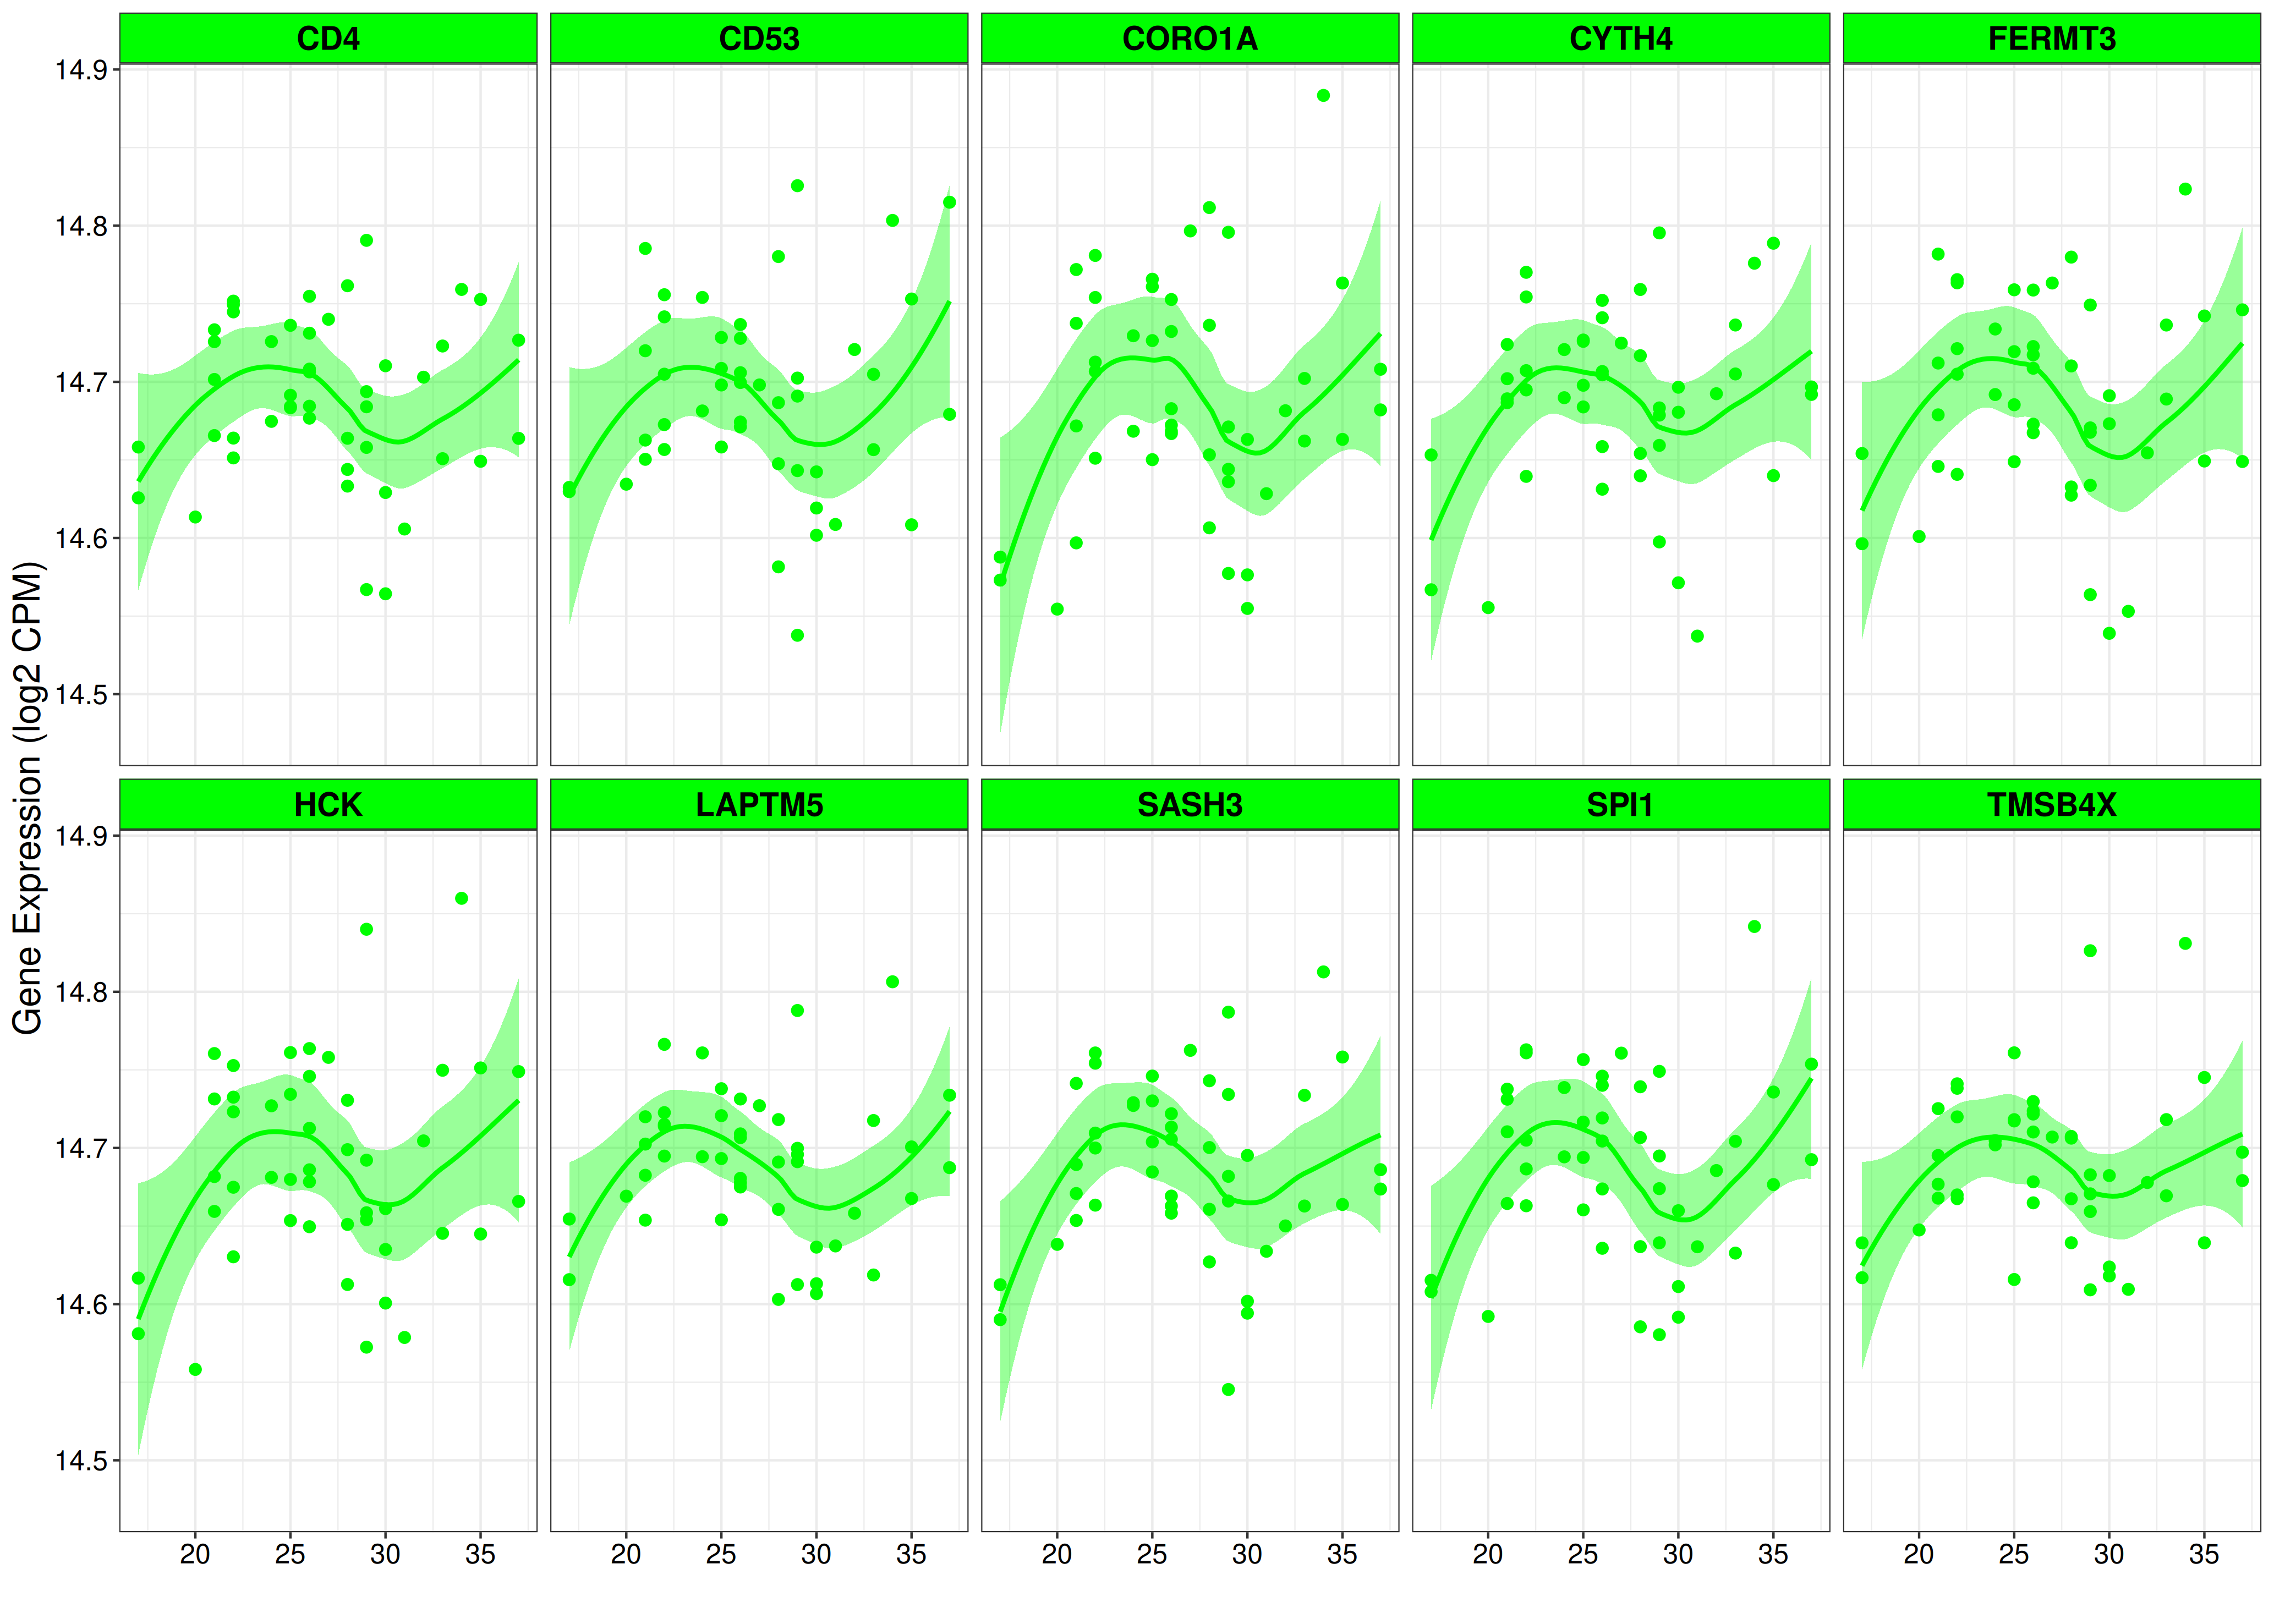 CD4 CD53 CORO1A CYTH4 FERMT3
14.9
14.8
14.7
14.6
14.5
Gene Expression (log2 CPM)
HCK LAPTM5 SASH3 SPI1 TMSB4X
14.9
14.8
14.7
14.6
14.5
20 25 30 35 20 25 30 35 20 25 30 35 20 25 30 35 20 25 30 35